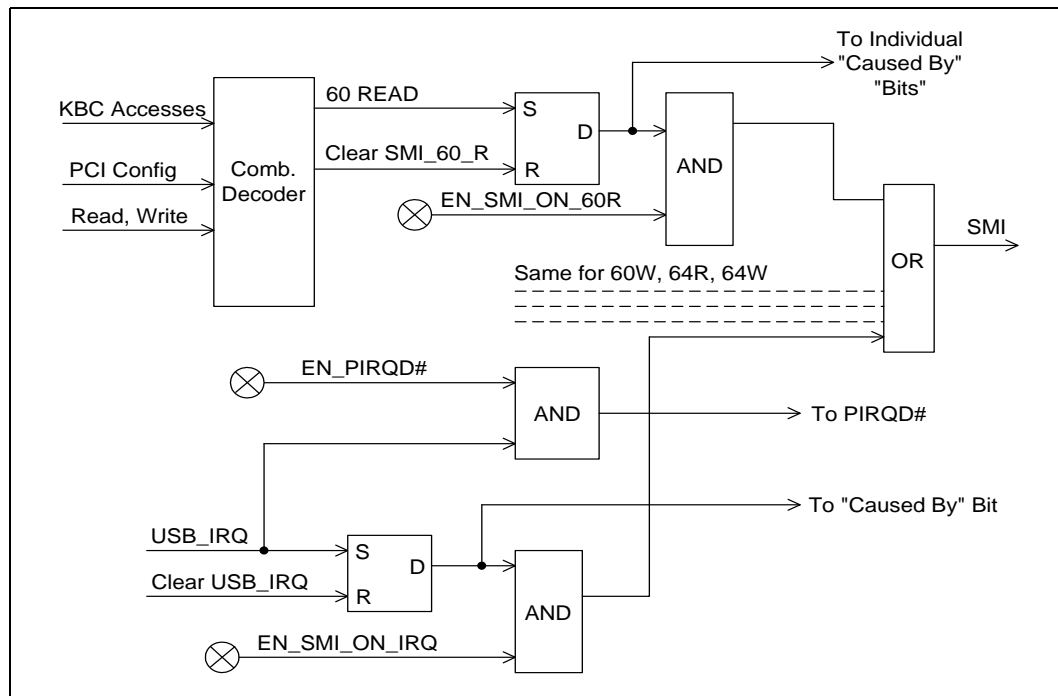 To Individual
"Caused By"
"Bits"
KBC Accesses
PCI Config
Read, Write
Comb.
Decoder
60 READ
Clear SMI_60_R
S
D
R
EN_SMI_ON_60R
AND
SMI
OR
Same for 60W, 64R, 64W
EN_PIRQD#
AND
To PIRQD#
To "Caused By" Bit
USB_IRQ
Clear USB_IRQ
S
D
R
AND
EN_SMI_ON_IRQ